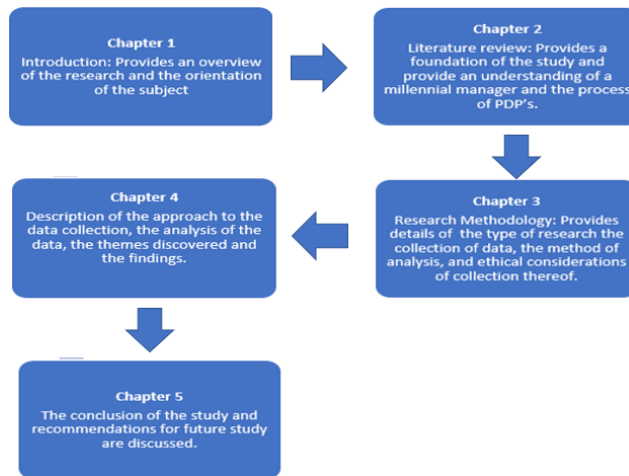 Chapter 1
Introduction: Provides an overview
of the research and the orientation
of the subject
Chapter 2
Literature review: Provides a
foundation of the study and
provide an understanding of a
millennial manager and the process
of PDP's.
Chapter 3
Research Methodology: Provides
details of the type of research the
collection of data, the method of
analysis, and ethical considerations
of collection thereof.
Chapter 4
Description of the approach to the
data collection, the analysis of the
data, the themes discovered and
the findings.
Chapter 5
The conclusion of the study and
recommendations for future study
are discussed.